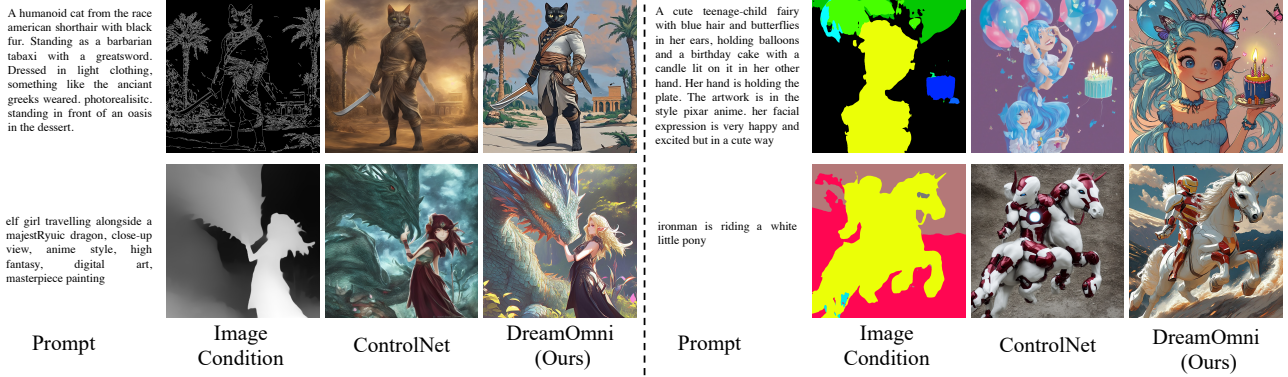 A humanoid cat from the race
american shorthair with black
fur. Standing as a barbarian
tabaxi with a greatsword.
Dressed in light clothing,
something like the anciant
greeks weared. photorealisitc.
standing in front of an oasis
in the dessert.
elf girl travelling alongside a
majestRyuic dragon, close-up
view, anime style, high
fantasy, digital art,
masterpiece painting
Prompt
Image
Condition
ControlNet
DreamOmni
(Ours)
A cute teenage-child fairy
with blue hair and butterflies
in her ears, holding balloons
and a birthday cake with a
candle lit on it in her other
hand. Her hand is holding the
plate. The artwork is in the
style pixar anime. her facial
expression is very happy and
excited but in a cute way
ironman is riding a white
little pony
Prompt
Image
Condition
ControlNet
DreamOmni
(Ours)